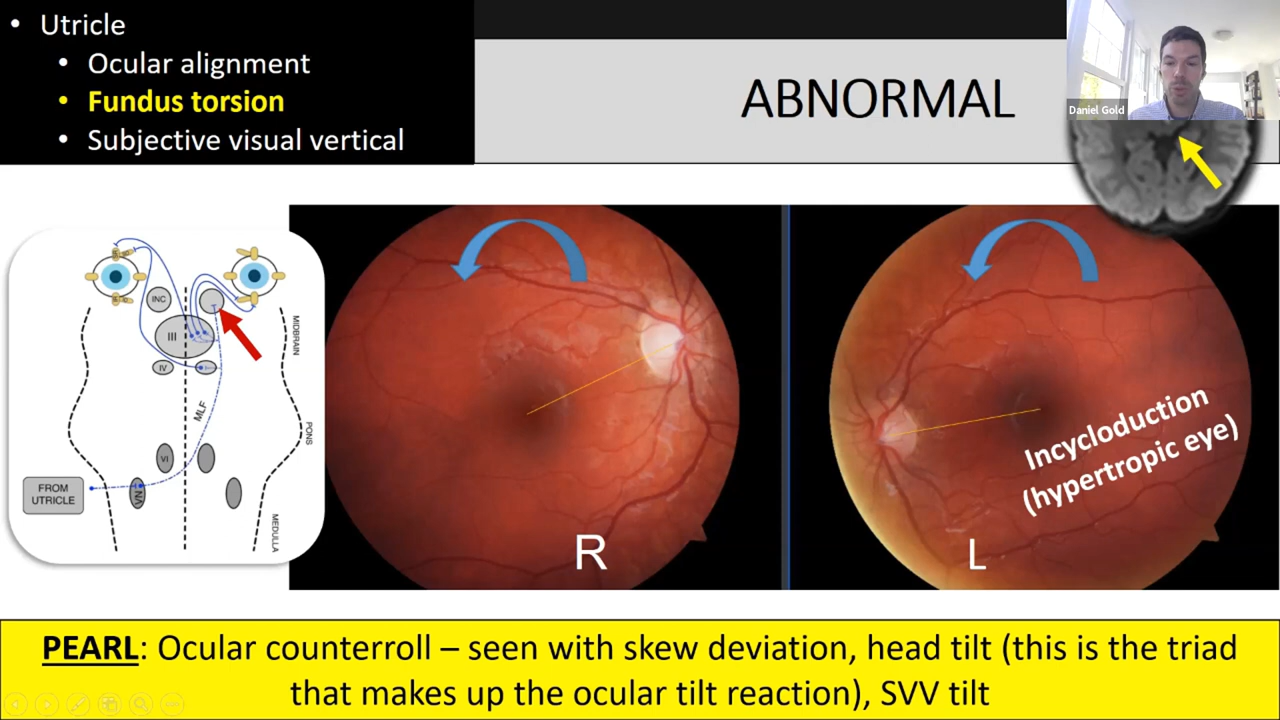 • Utricle
• Ocular alignment
• Fundus torsion
• Subjective visual vertical
ABNORMAL
Daniel Gold
INC
III
IV
MLF
VI
VN
FROM
UTRICLE
MIDBRAIN
PONS
MEDULLA
R
L
Incycloduction
(hypertropic eye)
PEARL: Ocular counterroll – seen with skew deviation, head tilt (this is the triad
that makes up the ocular tilt reaction), SVV tilt